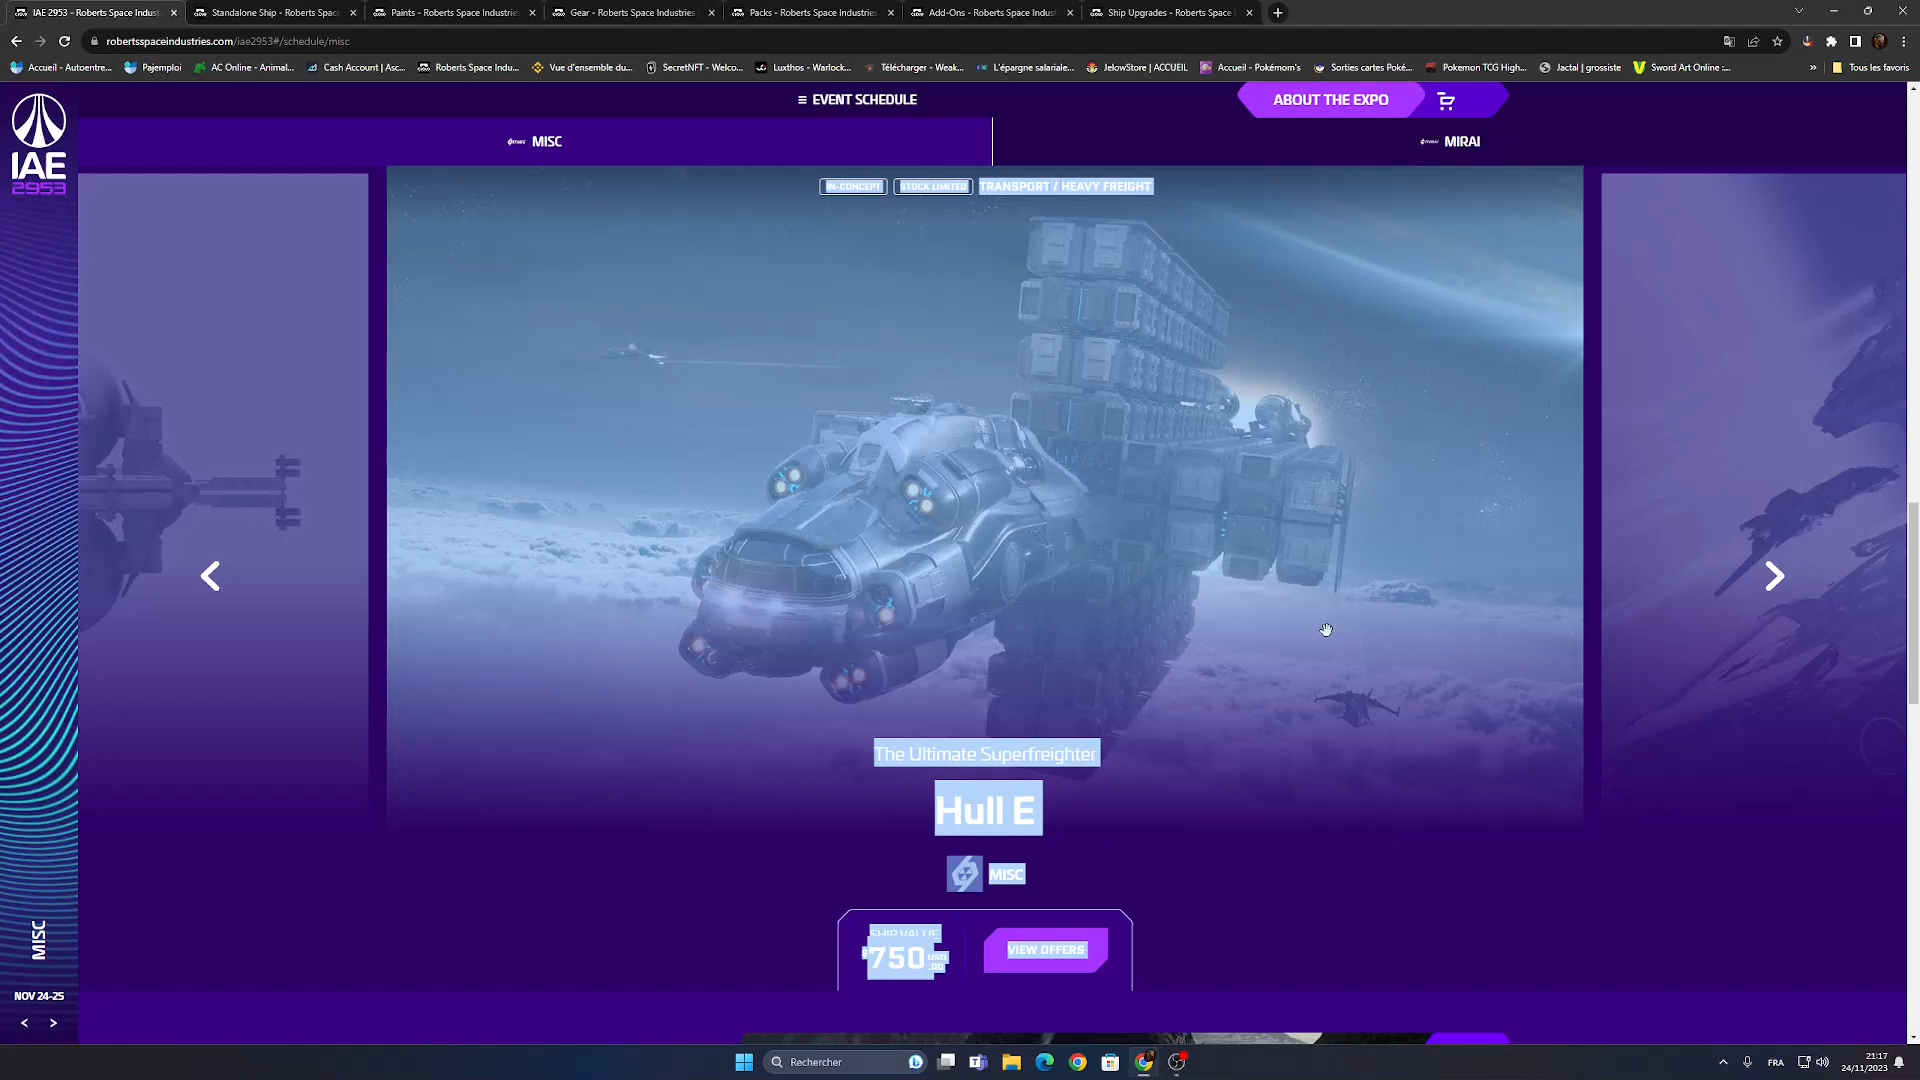 IAE 2953 - Roberts Space Indust
Standalone Ship - Roberts Space
Paints - Roberts Space Industrie
Gear - Roberts Space Industries
Packs - Roberts Space Industries
Add-Ons - Roberts Space Indust
Ship Upgrades - Roberts Space
robertsspaceindustries.com/iae2953#/schedule/misc
Accueil - Autoentre...
Pajemploi
AC Online - Animal...
Cash Account | Asc...
Roberts Space Indu...
Vue d'ensemble du...
SecretNFT - Welco...
Luxthos - Warlock...
Télécharger - Weak...
L'épargne salariale...
JelowStore | ACCUEIL
Accueil - Pokémom's
Sorties cartes Poké...
Pokemon TCG High...
Jactal | grossiste
Sword Art Online :...
»
Tous les favoris
IAE
2953
EVENT SCHEDULE
ABOUT THE EXPO
MISC
MIRAI
IN-CONCEPT
STOCK LIMITED
TRANSPORT / HEAVY FREIGHT
The Ultimate Superfreighter
Hull E
MISC
SHIP VALUE
$750.00 USD
VIEW OFFERS
MISC
NOV 24-25
Rechercher
FRA
21:17
24/11/2023